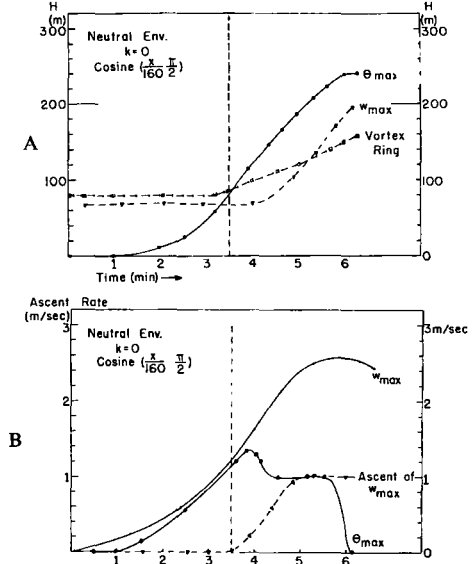 H
(m)
H
(m)
300
300
Neutral Env.
k=0
Cosine (x/160 π/2)
θmax
wmax
Vortex
Ring
A
200
200
100
100
0
1 2 3 4 5 6
Time (min) →
Ascent Rate
(m/sec)
3
3m/sec
Neutral Env.
k=0
Cosine (x/160 π/2)
wmax
B
2
2
1
1
Ascent of
wmax
θmax
0
0
1 2 3 4 5 6